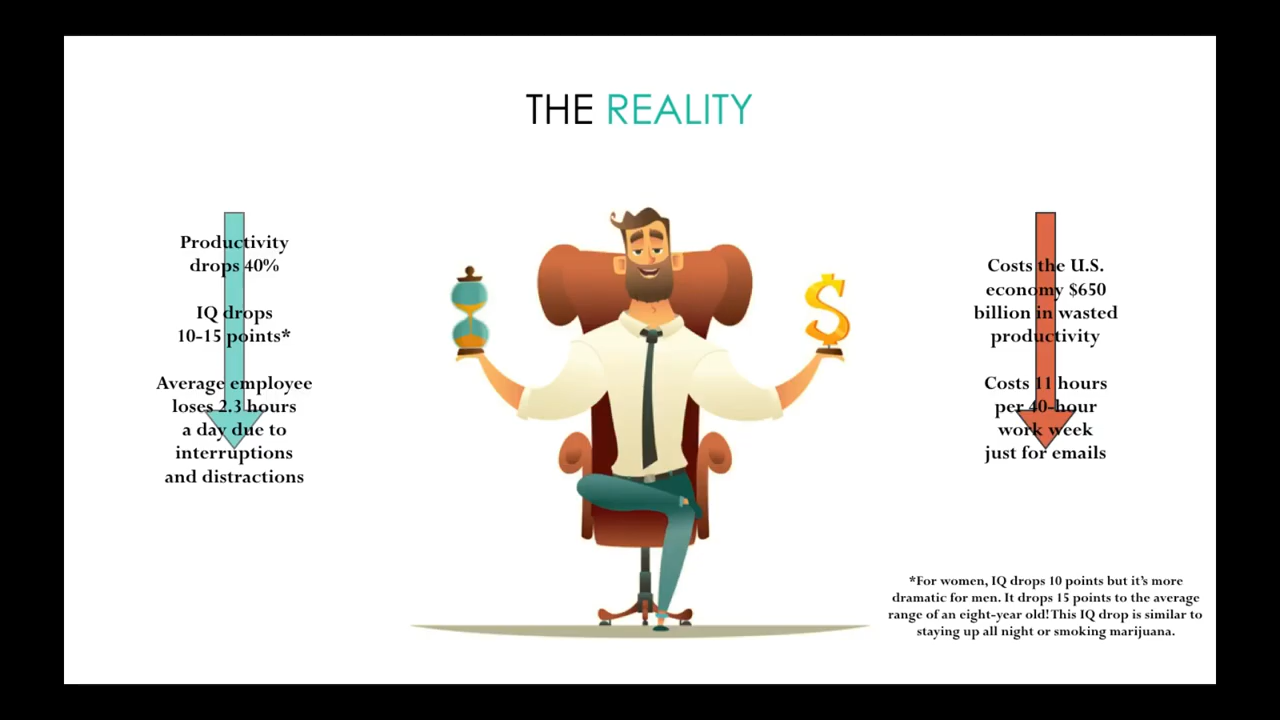 THE REALITY
Productivity
drops 40%
IQ drops
10-15 points*
Average employee
loses 2.3 hours
a day due to
interruptions
and distractions
$
Costs the U.S.
economy $650
billion in wasted
productivity
Costs 11 hours
per 40-hour
work week
just for emails
*For women, IQ drops 10 points but it's more
dramatic for men. It drops 15 points to the average
range of an eight-year old! This IQ drop is similar to
staying up all night or smoking marijuana.